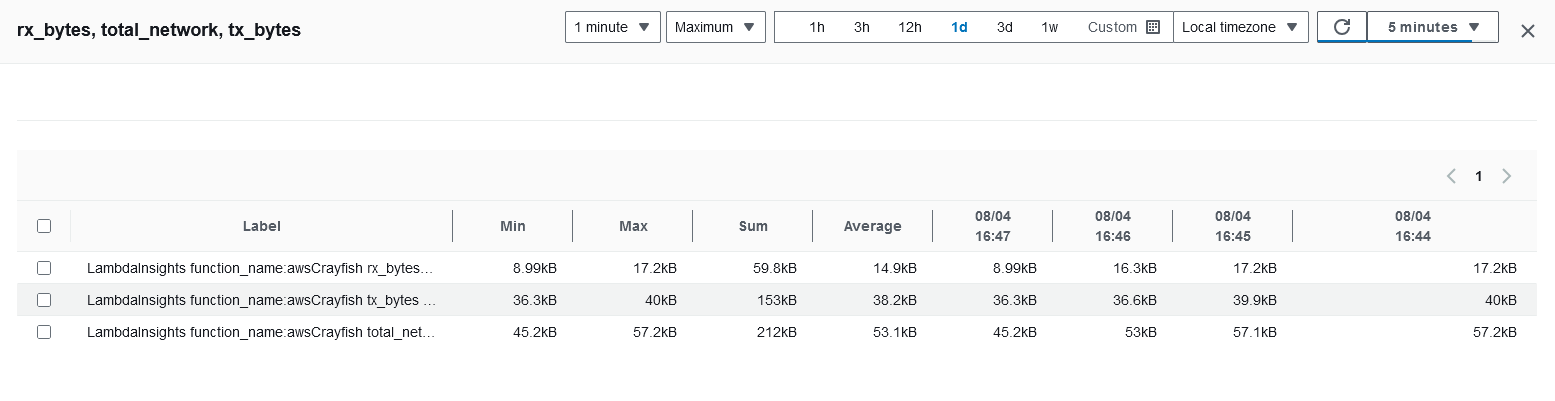 rx_bytes, total_network, tx_bytes 1 minute Maximum 1h 3h 12h 1d 3d 1w Custom Local timezone 5 minutes
1
Label Min Max Sum Average 08/04 16:47 08/04 16:46 08/04 16:45 08/04 16:44
LambdaInsights function_name:awsCrayfish rx_bytes... 8.99kB 17.2kB 59.8kB 14.9kB 8.99kB 16.3kB 17.2kB 17.2kB
LambdaInsights function_name:awsCrayfish tx_bytes ... 36.3kB 40kB 153kB 38.2kB 36.3kB 36.6kB 39.9kB 40kB
LambdaInsights function_name:awsCrayfish total_net... 45.2kB 57.2kB 212kB 53.1kB 45.2kB 53kB 57.1kB 57.2kB